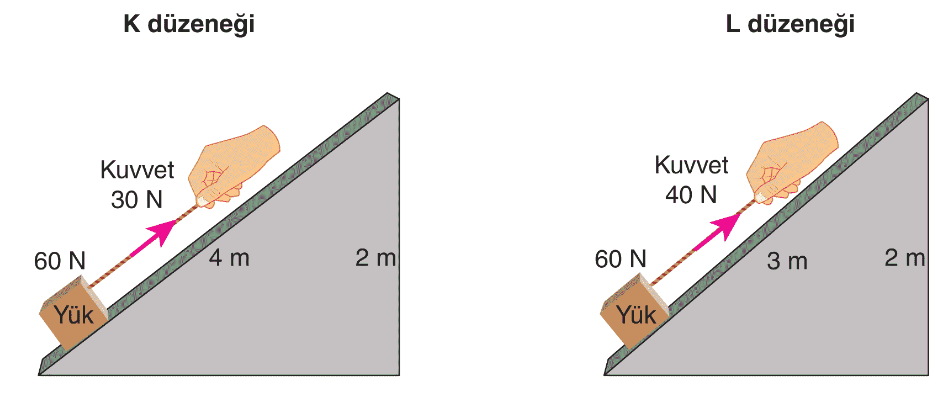 K düzeneği
Kuvvet
30 N
60 N
4 m
2 m
Yük
L düzeneği
Kuvvet
40 N
60 N
3 m
2 m
Yük